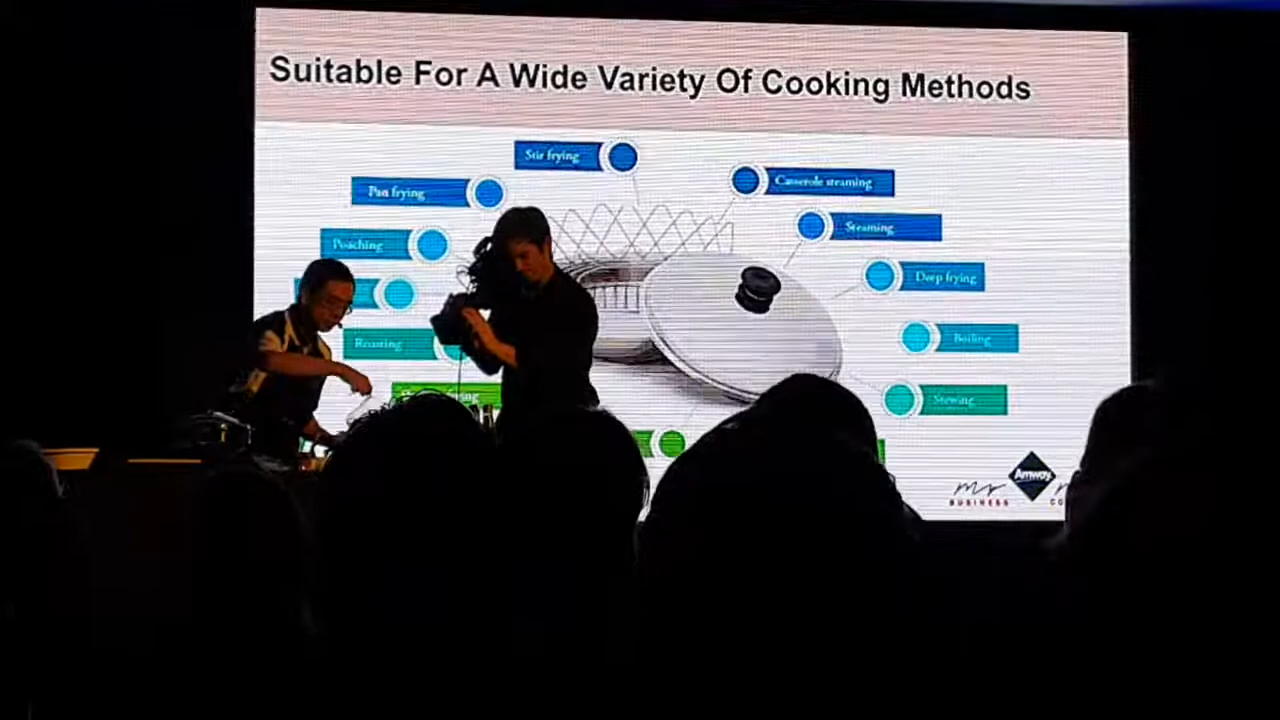 Suitable For A Wide Variety Of Cooking Methods
Stir frying
Casserole steaming
Pan frying
Steaming
Poaching
Deep frying
Boiling
Roasting
Stewing
Amway
BUSINESS